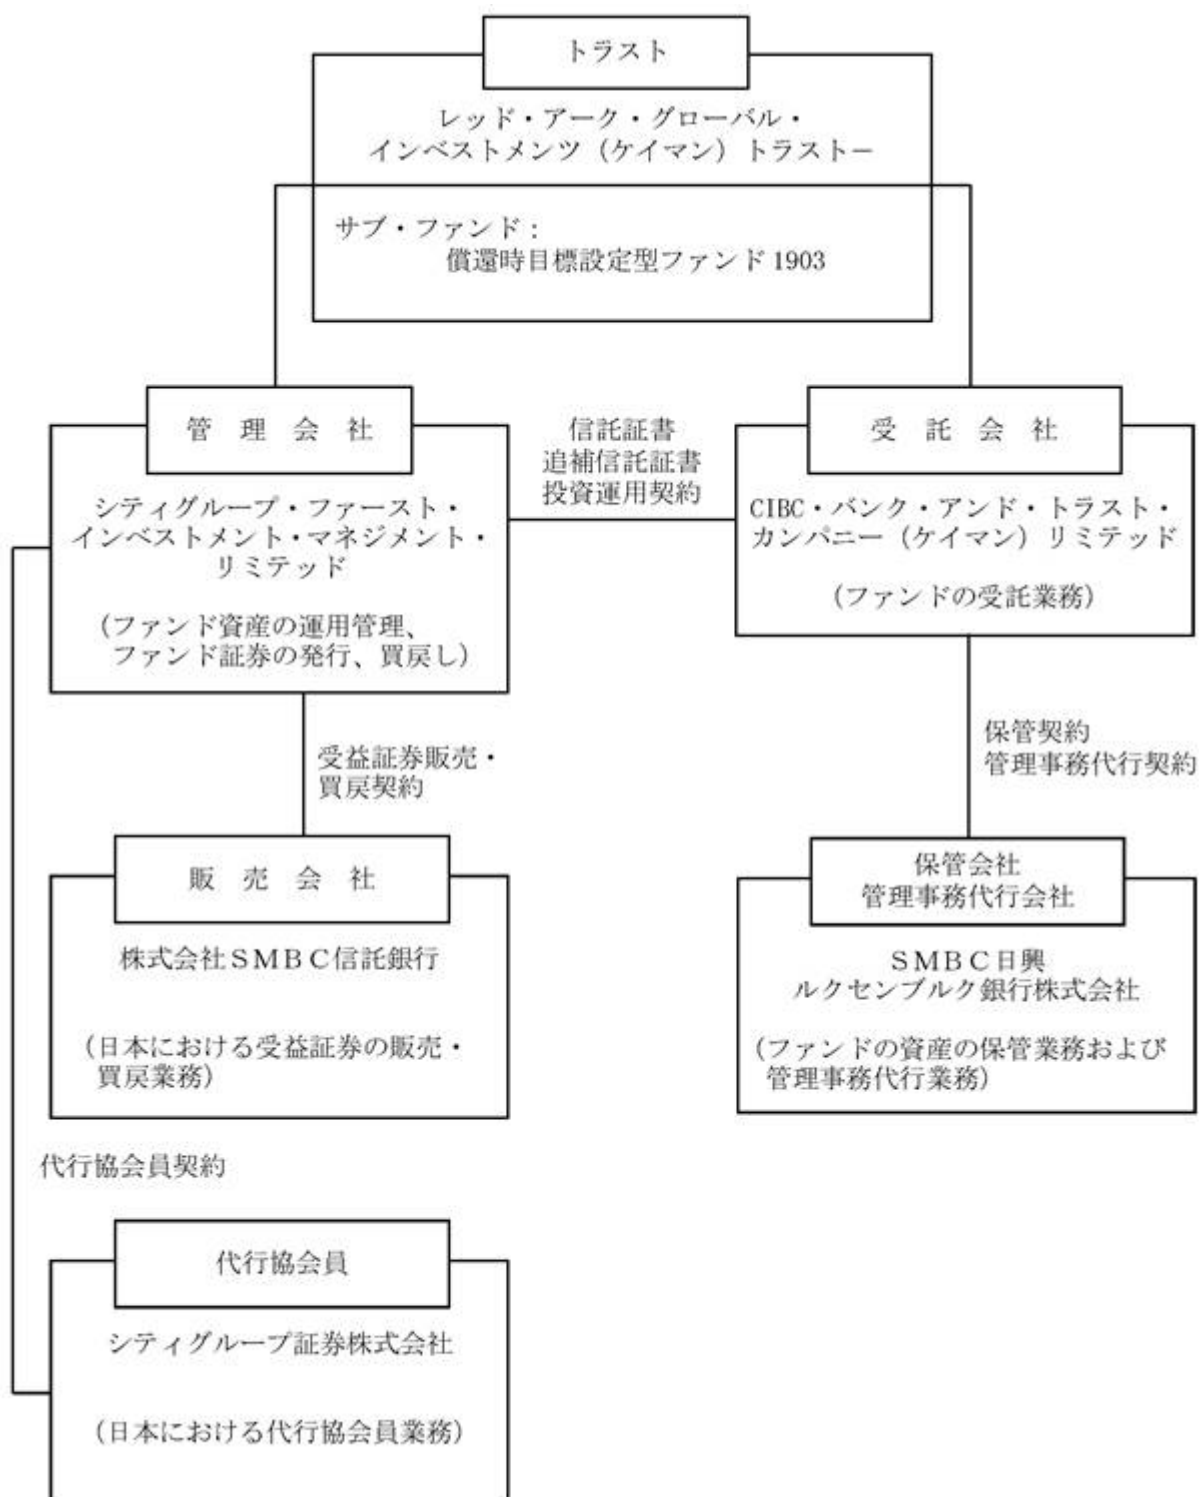 トラスト
レッド・アーク・グローバル・
インベストメンツ（ケイマン）トラスト－
サブ・ファンド：
償還時目標設定型ファンド 1903
管　理　会　社
シティグループ・ファースト・
インベストメント・マネジメント・
リミテッド
（ファンド資産の運用管理、
ファンド証券の発行、買戻し）
信託証書
追補信託証書
投資運用契約
受　託　会　社
CIBC・バンク・アンド・トラスト・
カンパニー（ケイマン）リミテッド
（ファンドの受託業務）
受益証券販売・
買戻契約
保管契約
管理事務代行契約
販　売　会　社
株式会社ＳＭＢＣ信託銀行
（日本における受益証券の販売・
買戻業務）
保管会社
管理事務代行会社
ＳＭＢＣ日興
ルクセンブルク銀行株式会社
（ファンドの資産の保管業務および
管理事務代行業務）
代行協会員契約
代行協会員
シティグループ証券株式会社
（日本における代行協会員業務）